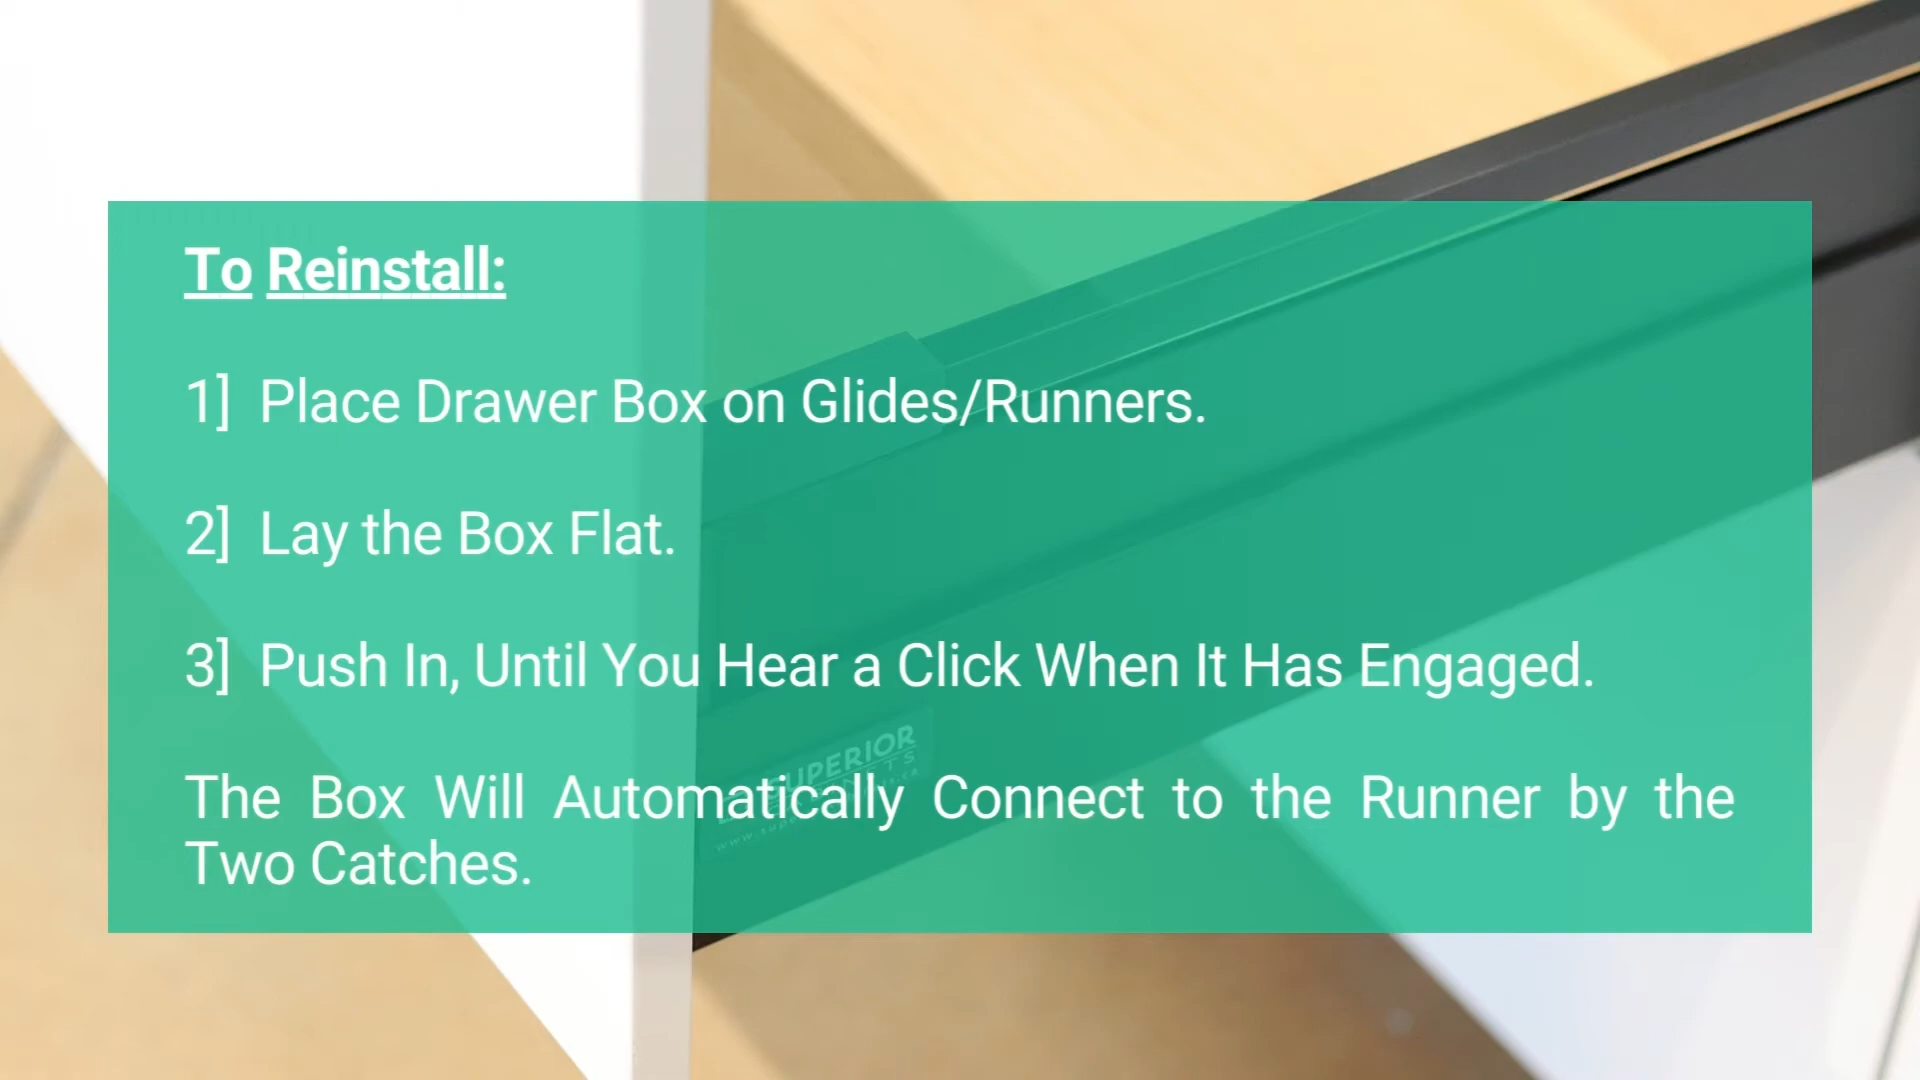 To Reinstall:
1] Place Drawer Box on Glides/Runners.
2] Lay the Box Flat.
3] Push In, Until You Hear a Click When It Has Engaged.
SUPERIOR
The Box Will Automatically Connect to the Runner by the
Two Catches.